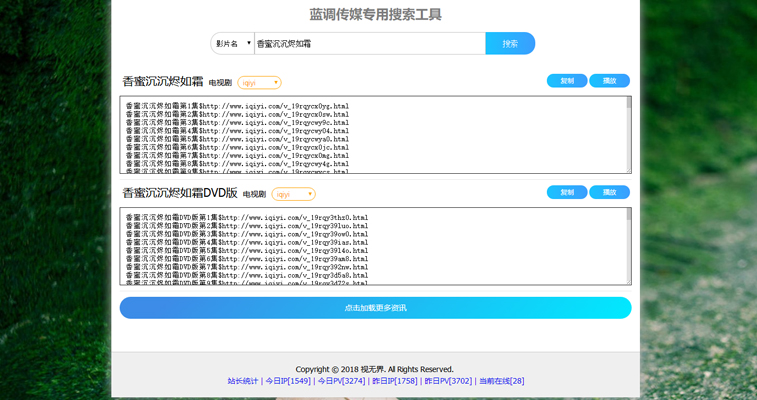 蓝调传媒专用搜索工具
影片名 香蜜沉沉烬如霜 搜索
香蜜沉沉烬如霜 电视剧 iqiyi 复制 播放
香蜜沉沉烬如霜第1集$http://www.iqiyi.com/v_19rqycx0yg.html
香蜜沉沉烬如霜第2集$http://www.iqiyi.com/v_19rqycx0sw.html
香蜜沉沉烬如霜第3集$http://www.iqiyi.com/v_19rqycwy9c.html
香蜜沉沉烬如霜第4集$http://www.iqiyi.com/v_19rqycwy04.html
香蜜沉沉烬如霜第5集$http://www.iqiyi.com/v_19rqycwya0.html
香蜜沉沉烬如霜第6集$http://www.iqiyi.com/v_19rqycx0jc.html
香蜜沉沉烬如霜第7集$http://www.iqiyi.com/v_19rqycx0mg.html
香蜜沉沉烬如霜第8集$http://www.iqiyi.com/v_19rqycwy4g.html
香蜜沉沉烬如霜DVD版 电视剧 iqiyi 复制 播放
香蜜沉沉烬如霜DVD版第1集$http://www.iqiyi.com/v_19rqy3thz0.html
香蜜沉沉烬如霜DVD版第2集$http://www.iqiyi.com/v_19rqy39luo.html
香蜜沉沉烬如霜DVD版第3集$http://www.iqiyi.com/v_19rqy39ow0.html
香蜜沉沉烬如霜DVD版第4集$http://www.iqiyi.com/v_19rqy39ias.html
香蜜沉沉烬如霜DVD版第5集$http://www.iqiyi.com/v_19rqy39l4o.html
香蜜沉沉烬如霜DVD版第6集$http://www.iqiyi.com/v_19rqy39am8.html
香蜜沉沉烬如霜DVD版第7集$http://www.iqiyi.com/v_19rqy392nw.html
香蜜沉沉烬如霜DVD版第8集$http://www.iqiyi.com/v_19rqy3d5a8.html
点击加载更多资讯
Copyright © 2018 视无界. All Rights Reserved.
站长统计 | 今日IP[1549] | 今日PV[3274] | 昨日IP[1758] | 昨日PV[3702] | 当前在线[28]